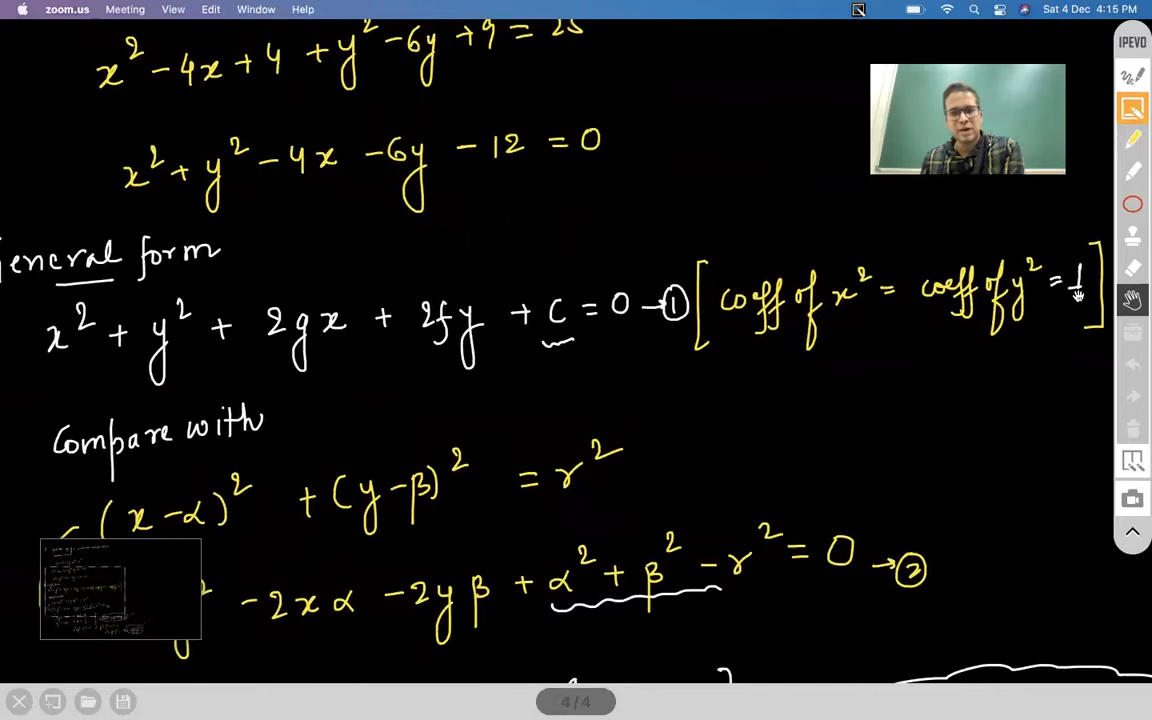 zoom.us Meeting View Edit Window Help Sat 4 Dec 4:15 PM
IPEVO
x² - 4x + 4 + y² - 6y + 9 = 25
x² + y² - 4x - 6y - 12 = 0
General form
x² + y² + 2gx + 2fy + c = 0 → ① [coeff of x² = coeff of y² = 1]
Compare with
(x - α)² + (y - β)² = r²
² - 2xα - 2yβ + α² + β² - r² = 0 → ②
4 / 4